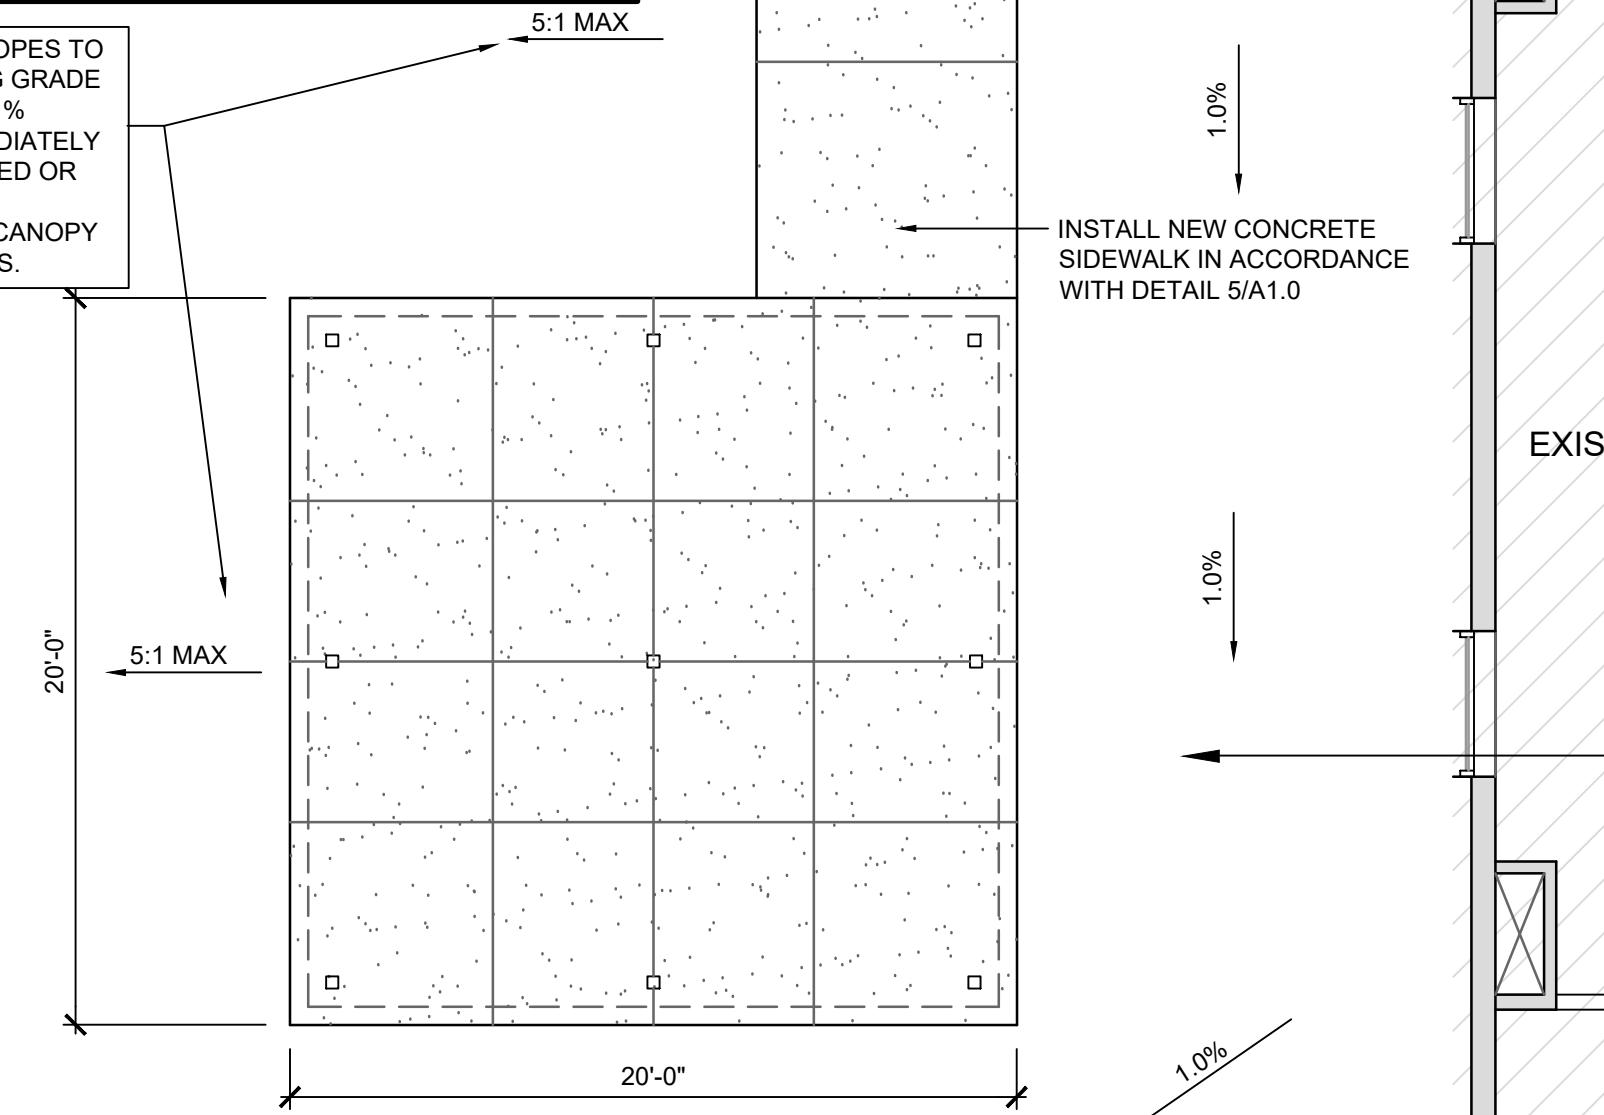 5:1 MAX
OPES TO
GRADE
%
DIATELY
ED OR
CANOPY
S.
1.0%
INSTALL NEW CONCRETE
SIDEWALK IN ACCORDANCE
WITH DETAIL 5/A1.0
EXIS
1.0%
20'-0"
5:1 MAX
1.0%
20'-0"